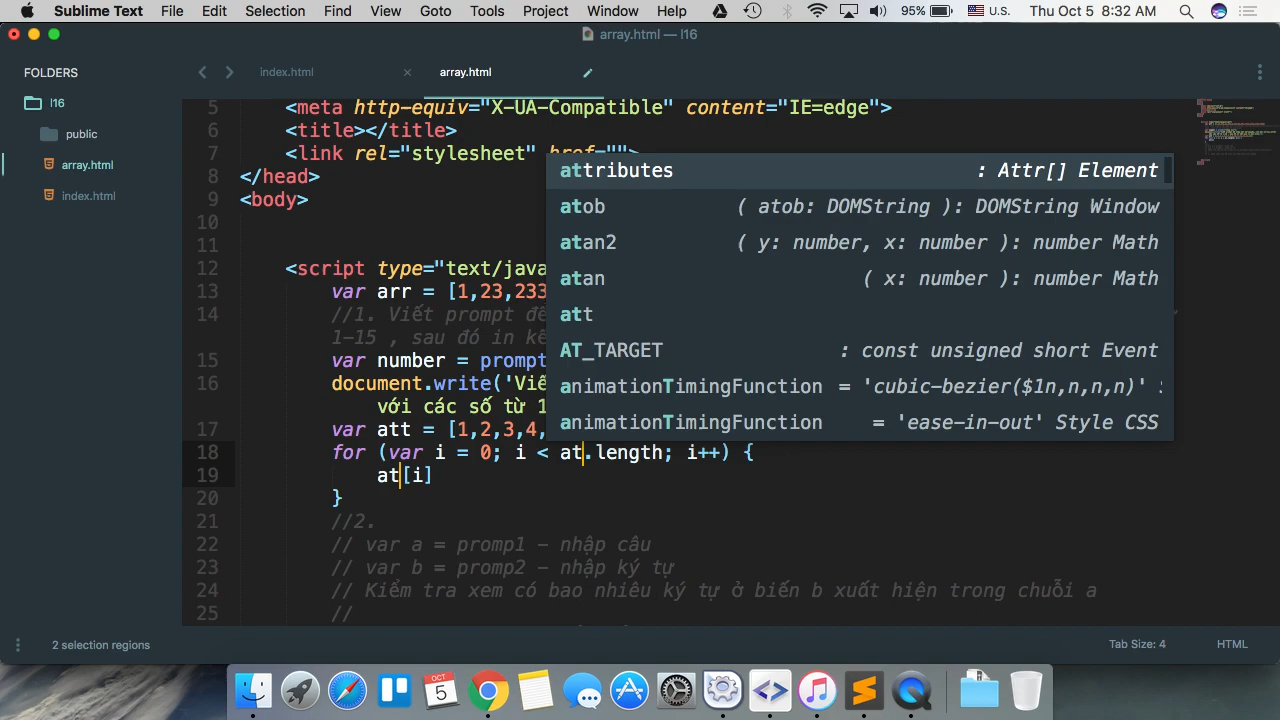 Sublime Text File Edit Selection Find View Goto Tools Project Window Help 95% U.S. Thu Oct 5 8:32 AM
array.html — l16
FOLDERS
l16
public
array.html
index.html
index.html × array.html
5 <meta http-equiv="X-UA-Compatible" content="IE=edge">
6 <title></title>
7 <link rel="stylesheet" href="">
8 </head>
9 <body>
10
11
12 <script type="text/java
13 var arr = [1,23,233
14 //1. Viết prompt để
1-15 , sau đó in kế
15 var number = prompt
16 document.write('Viế
với các số từ 1
17 var att = [1,2,3,4,
18 for (var i = 0; i < at.length; i++) {
19 at[i]
20 }
21 //2.
22 // var a = promp1 - nhập câu
23 // var b = promp2 - nhập ký tự
24 // Kiểm tra xem có bao nhiêu ký tự ở biến b xuất hiện trong chuỗi a
25 //
attributes : Attr[] Element
atob ( atob: DOMString ): DOMString Window
atan2 ( y: number, x: number ): number Math
atan ( x: number ): number Math
att
AT_TARGET : const unsigned short Event
animationTimingFunction = 'cubic-bezier($1n,n,n,n)'
animationTimingFunction = 'ease-in-out' Style CSS
2 selection regions Tab Size: 4 HTML
OCT
5